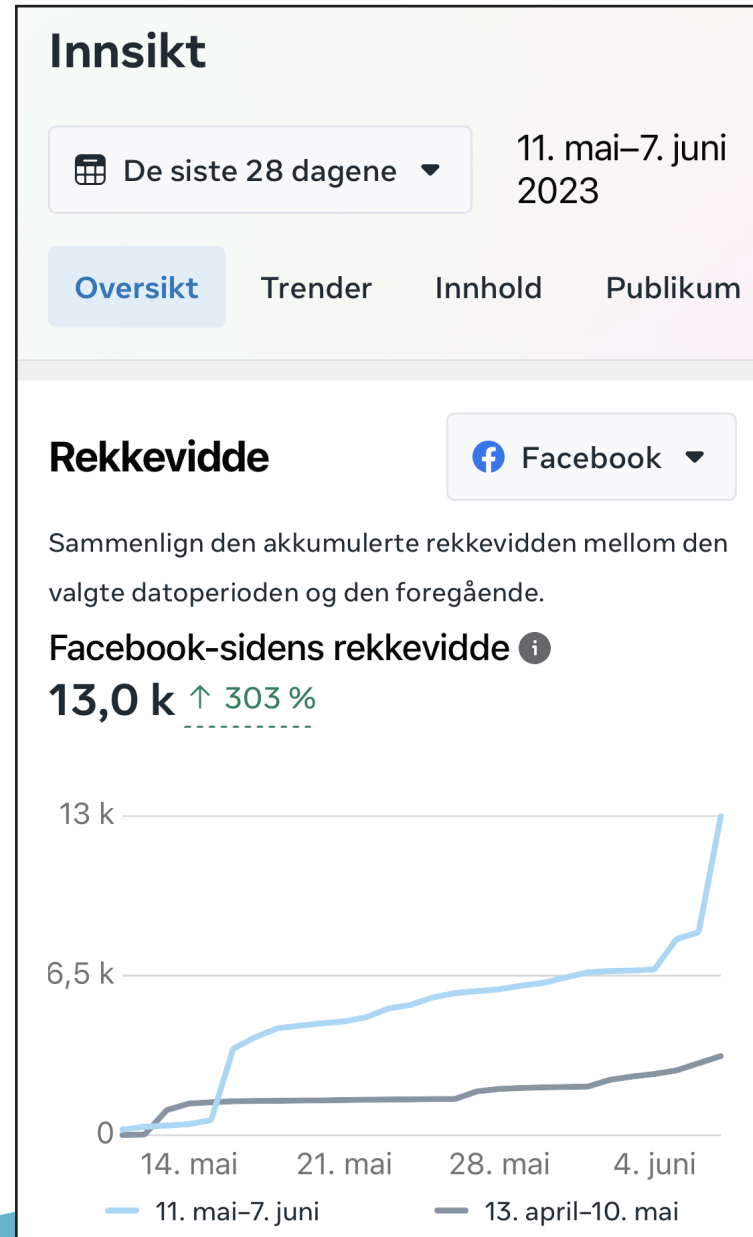 Innsikt
De siste 28 dagene
11. mai–7. juni
2023
Oversikt Trender Innhold Publikum
Rekkevidde
Facebook
Sammenlign den akkumulerte rekkevidden mellom den
valgte datoperioden og den foregående.
Facebook-sidens rekkevidde
13,0 k ↑ 303 %
13 k
6,5 k
0
14. mai 21. mai 28. mai 4. juni
11. mai–7. juni 13. april–10. mai